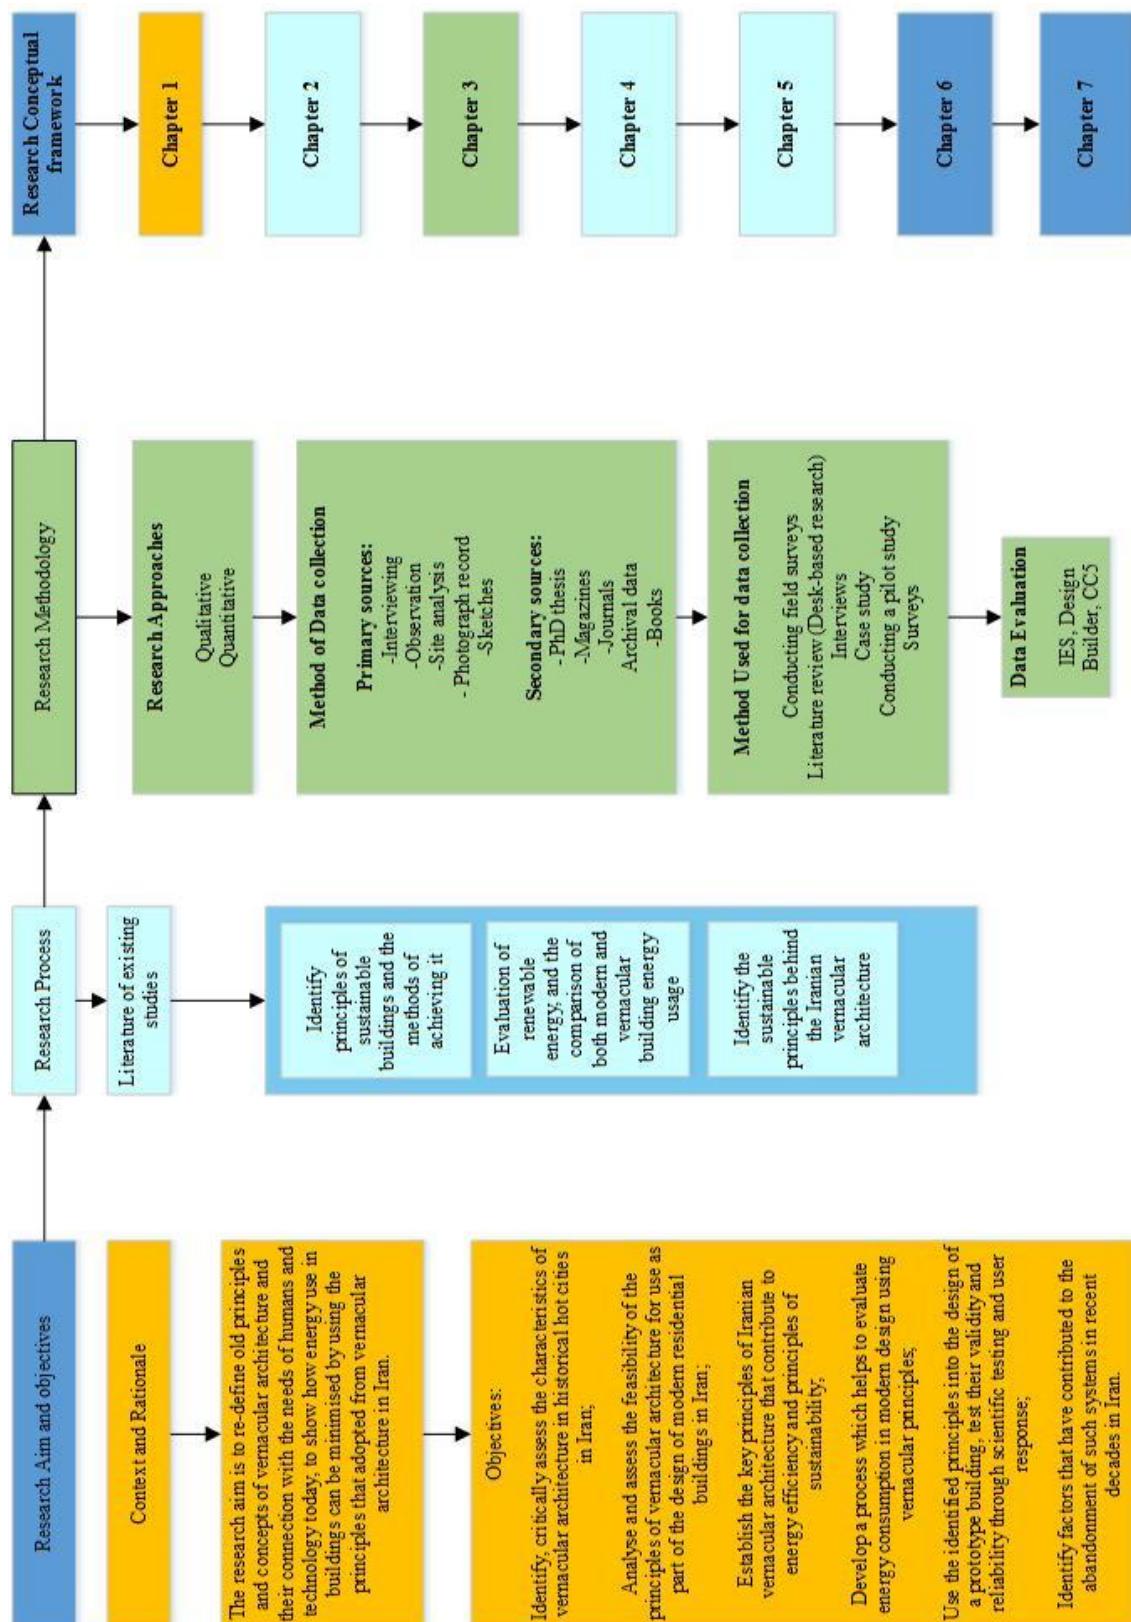 Research Aim and objectives
Context and Rationale
The research aim is to re-define old principles
and concepts of vernacular architecture and
their connection with the needs of humans and
technology today, to show how energy use in
buildings can be minimised by using the
principles that adopted from vernacular
architecture in Iran.
Objectives:
Identify, critically assess the characteristics of
vernacular architecture in historical hot cities
in Iran;
Analyse and assess the feasibility of the
principles of vernacular architecture for use as
part of the design of modern residential
buildings in Iran;
Establish the key principles of Iranian
vernacular architecture that contribute to
energy efficiency and principles of
sustainability;
Develop a process which helps to evaluate
energy consumption in modern design using
vernacular principles;
Use the identified principles into the design of
a prototype building, test their validity and
reliability through scientific testing and user
response;
Identify factors that have contributed to the
abandonment of such systems in recent
decades in Iran.
Research Process
Literature of existing
studies
Identify
principles of
sustainable
buildings and the
methods of
achieving it
Evaluation of
renewable
energy, and the
comparison of
both modern and
vernacular
building energy
usage
Identify the
sustainable
principles behind
the Iranian
vernacular
architecture
Research Methodology
Research Approaches
Qualitative
Quantitative
Method of Data collection
Primary sources:
-Interviewing
-Observation
-Site analysis
- Photograph record
-Sketches
Secondary sources:
-PhD thesis
-Magazines
-Journals
Archival data
-Books
Method Used for data collection
Conducting field surveys
Literature review (Desk-based research)
Interviews
Case study
Conducting a pilot study
Surveys
Data Evaluation
IES, Design
Builder, CC5
Research Conceptual
framework
Chapter 1
Chapter 2
Chapter 3
Chapter 4
Chapter 5
Chapter 6
Chapter 7